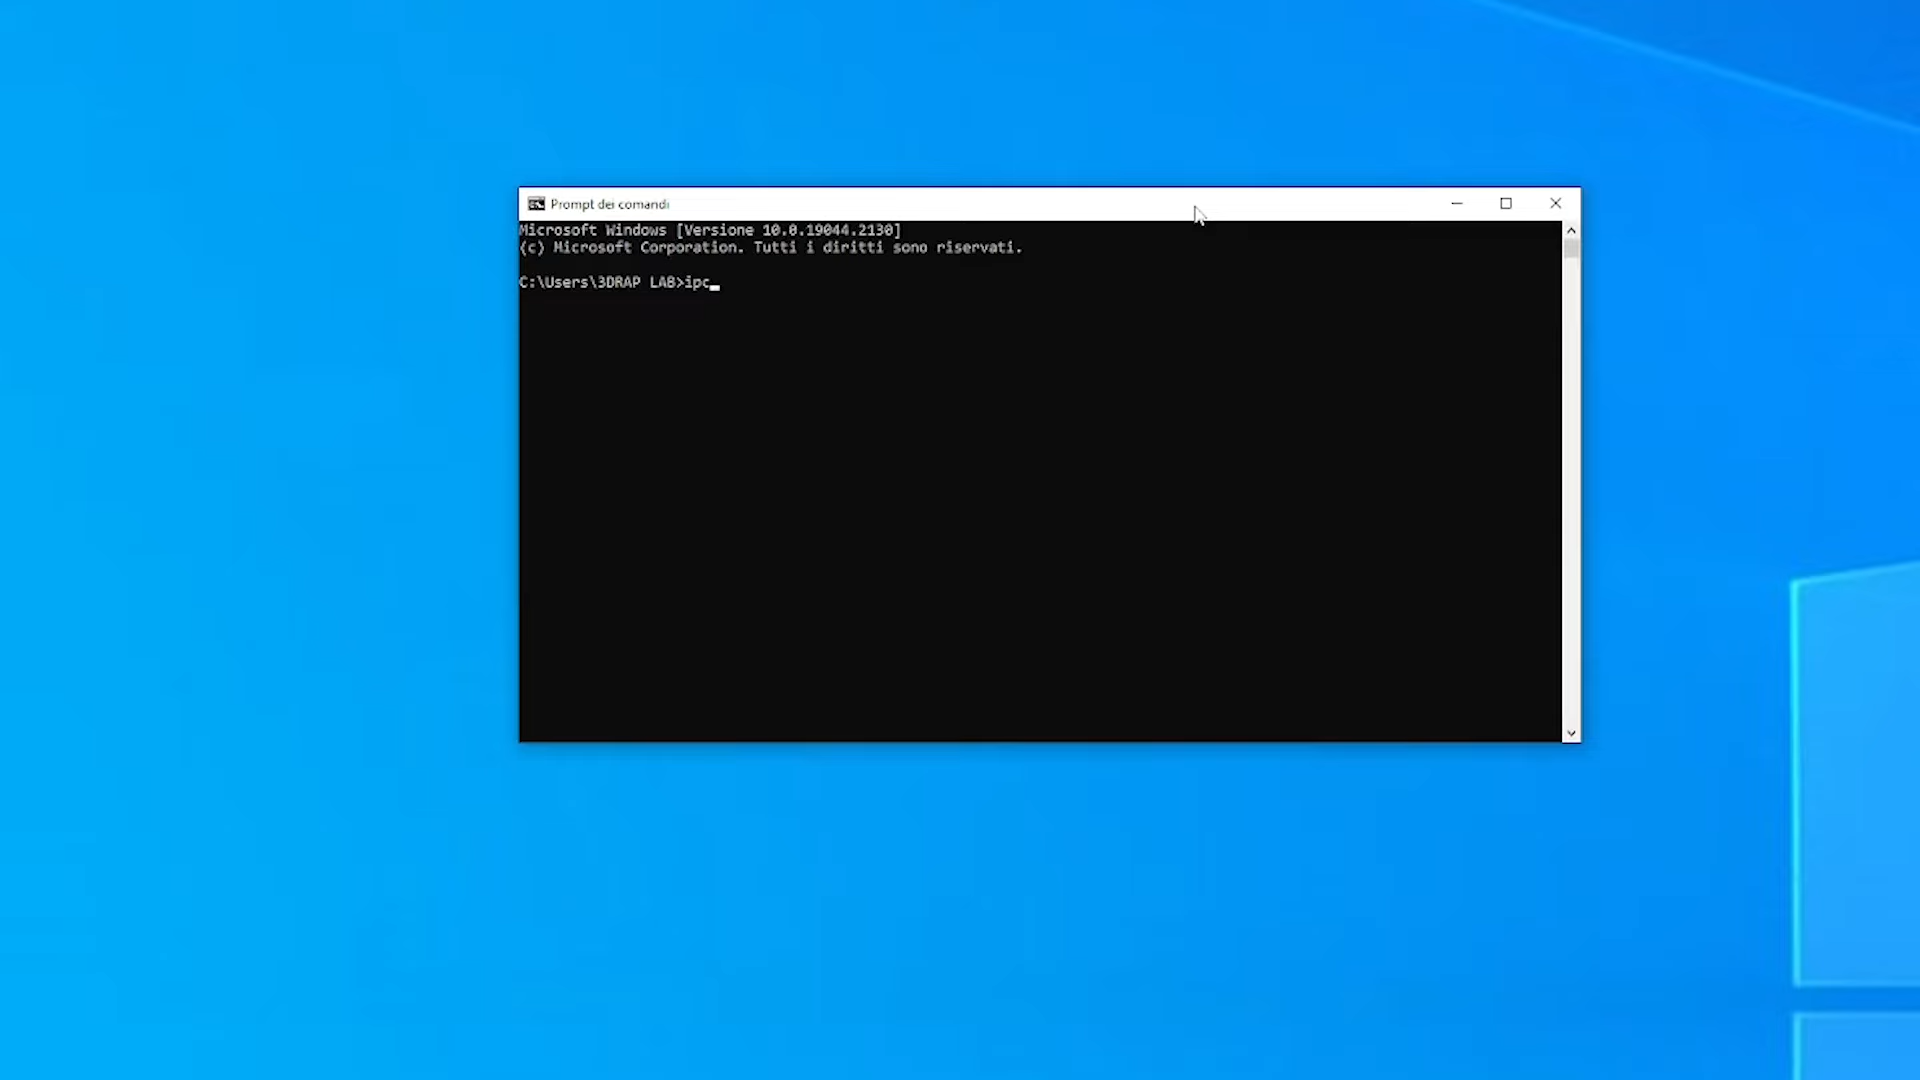 Prompt dei comandi
Microsoft Windows [Versione 10.0.19044.2130]
(c) Microsoft Corporation. Tutti i diritti sono riservati.
C:\Users\3DRAP LAB>ipc